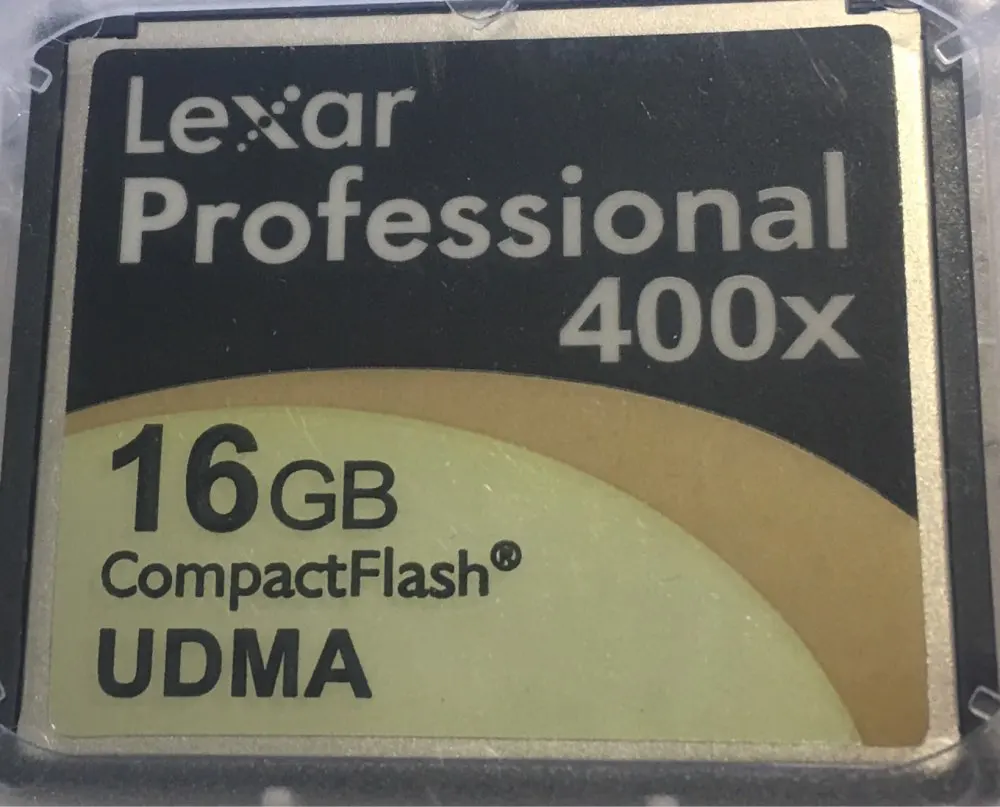 Lexar
Professional
400x
16GB
CompactFlash®
UDMA